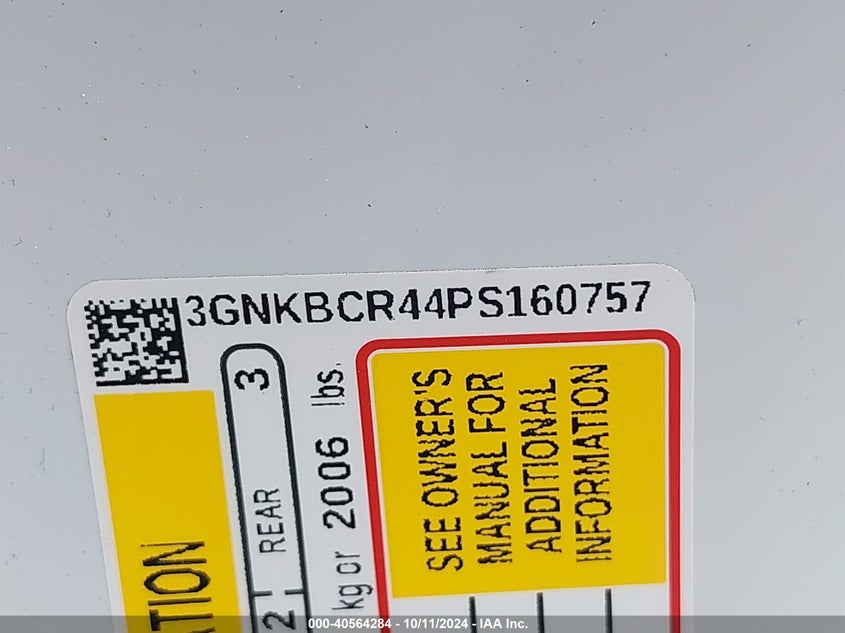 3GNKBCR44PS160757
SEE OWNER'S
MANUAL FOR
ADDITIONAL
INFORMATION
kg or 2006 lbs.
2 REAR 3
000-40564284 - 10/11/2024 - IAA Inc.